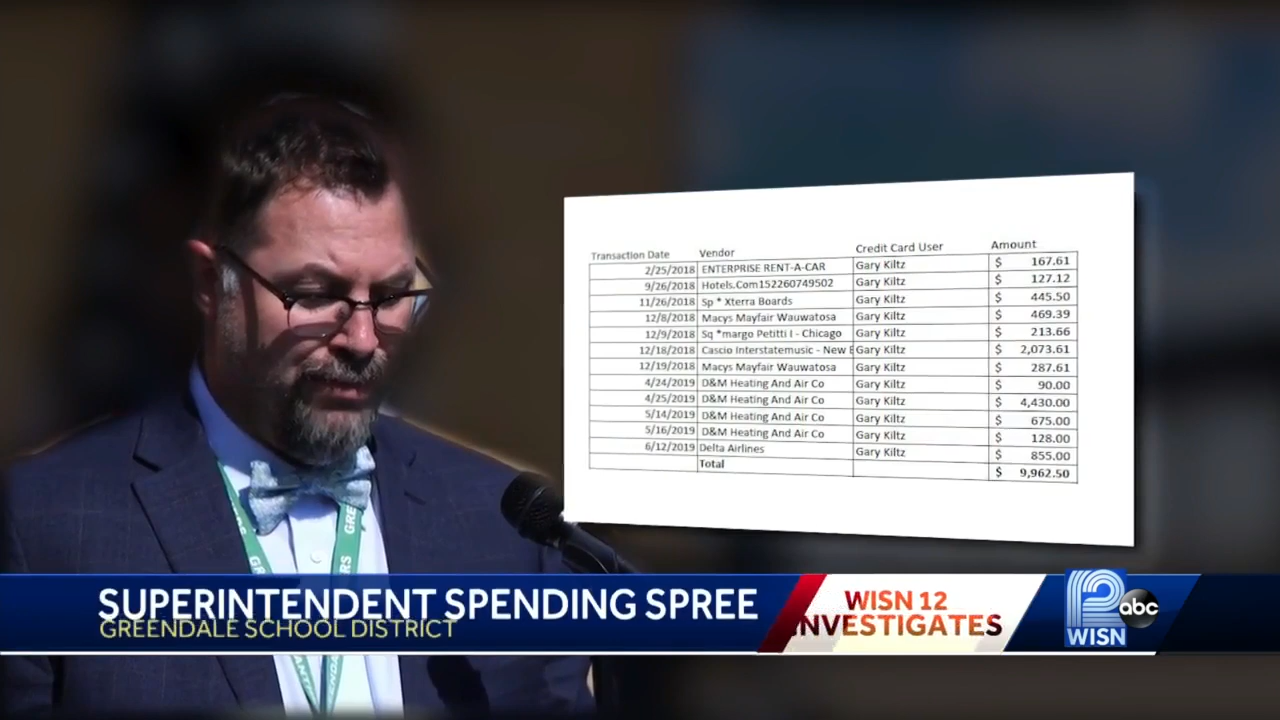 Transaction Date Vendor Credit Card User Amount
2/25/2018 ENTERPRISE RENT-A-CAR Gary Kiltz $ 167.61
9/26/2018 Hotels.Com152260749502 Gary Kiltz $ 127.12
11/26/2018 Sp * Xterra Boards Gary Kiltz $ 445.50
12/8/2018 Macys Mayfair Wauwatosa Gary Kiltz $ 469.39
12/9/2018 Sq *margo Petitti I - Chicago Gary Kiltz $ 213.66
12/18/2018 Cascio Interstatemusic - New Gary Kiltz $ 2,073.61
12/19/2018 Macys Mayfair Wauwatosa Gary Kiltz $ 287.61
4/24/2019 D&M Heating And Air Co Gary Kiltz $ 90.00
4/25/2019 D&M Heating And Air Co Gary Kiltz $ 4,430.00
5/14/2019 D&M Heating And Air Co Gary Kiltz $ 675.00
5/16/2019 D&M Heating And Air Co Gary Kiltz $ 128.00
6/12/2019 Delta Airlines Gary Kiltz $ 855.00
Total $ 9,962.50
SUPERINTENDENT SPENDING SPREE
GREENDALE SCHOOL DISTRICT
WISN 12
INVESTIGATES
12
abc
WISN